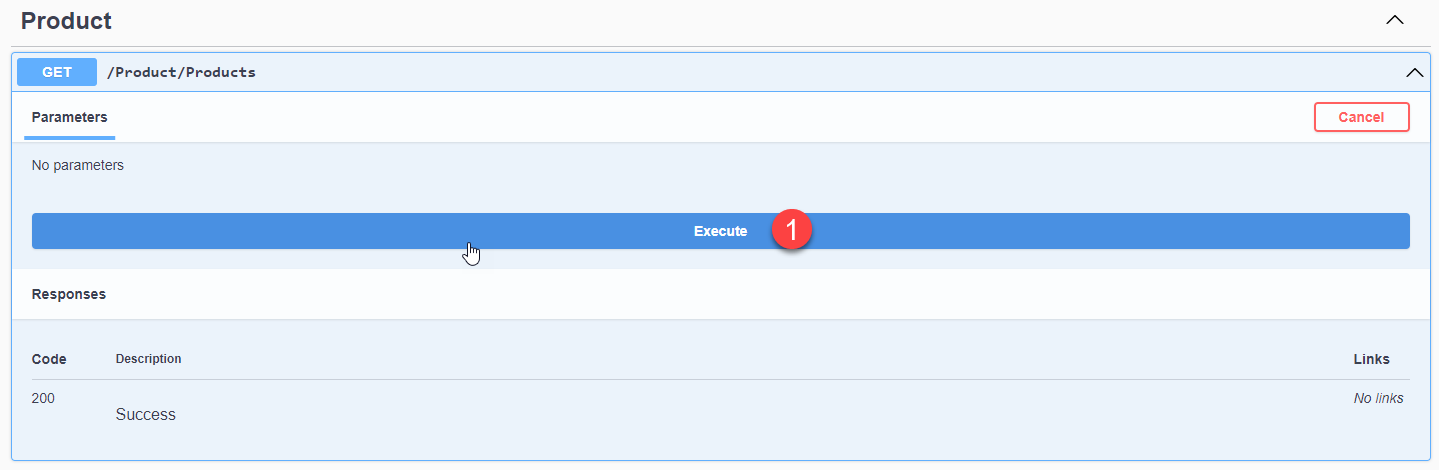 Product
GET /Product/Products
Parameters Cancel
No parameters
Execute 1
Responses
Code Description Links
200 Success No links